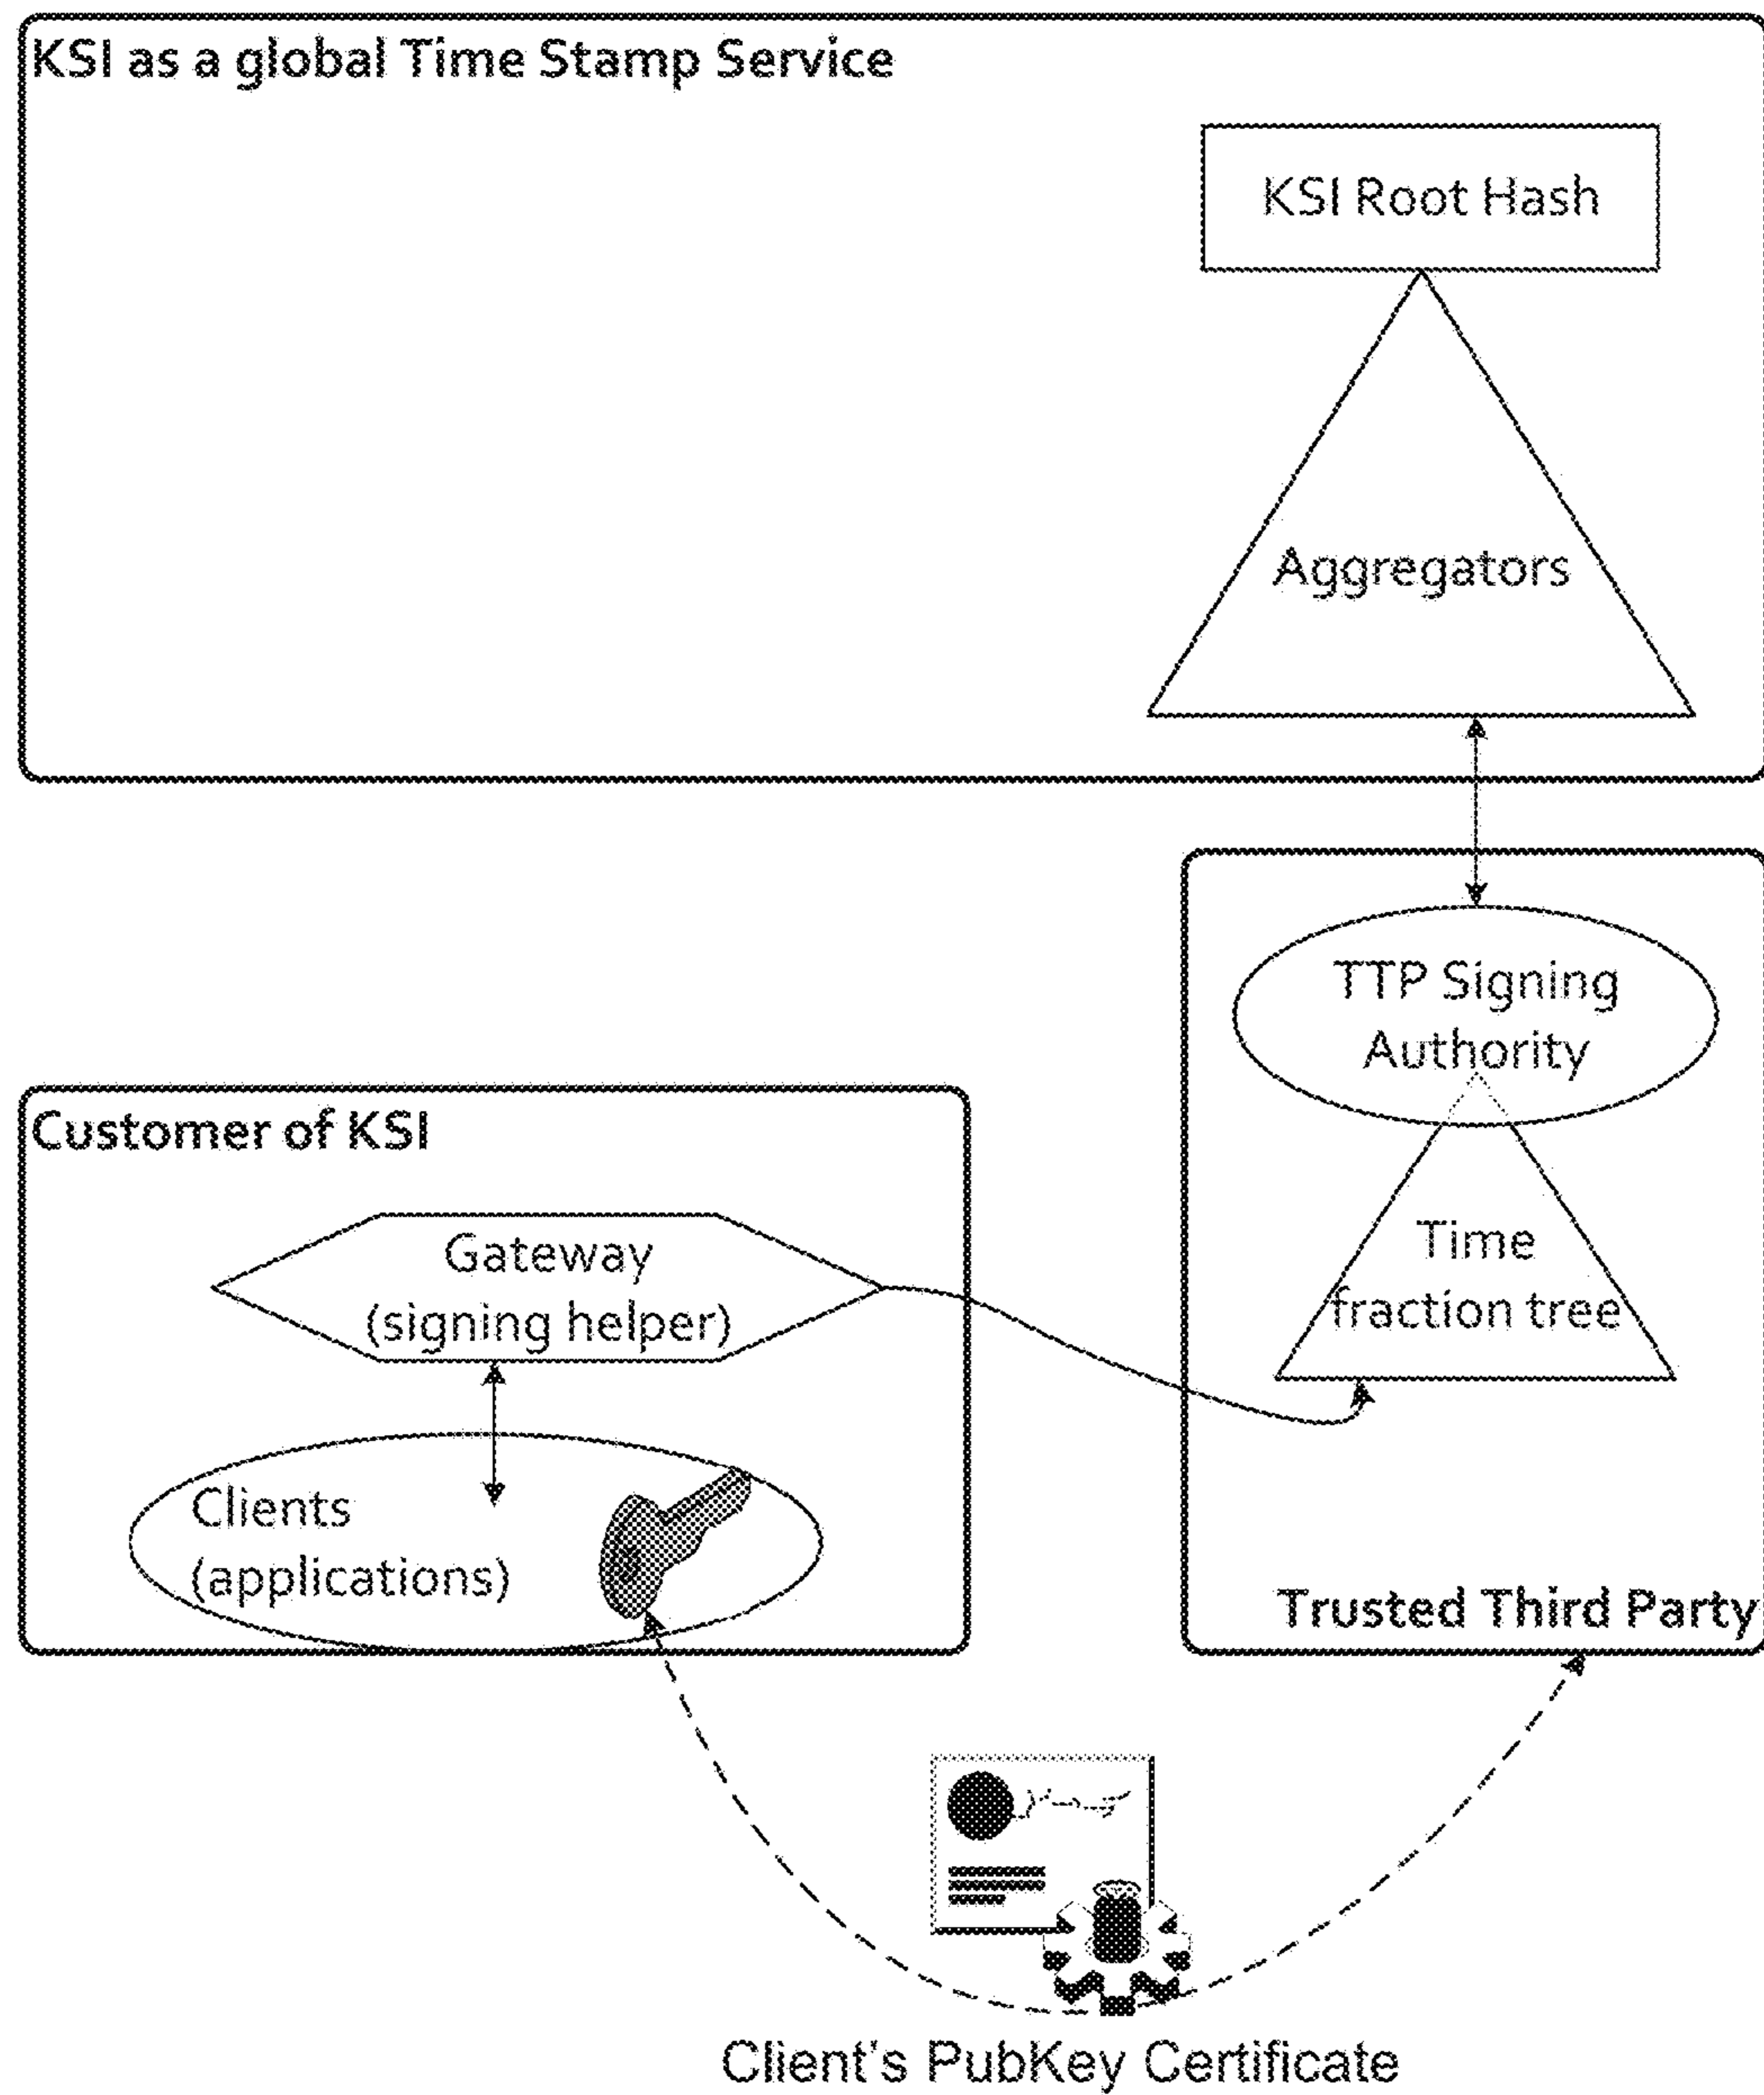 KSI as a global Time Stamp Service
KSI Root Hash
Aggregators
TTP Signing
Authority
Customer of KSI
Gateway
(signing helper)
Time
fraction tree
Clients
(applications)
Trusted Third Party
Client's PubKey Certificate